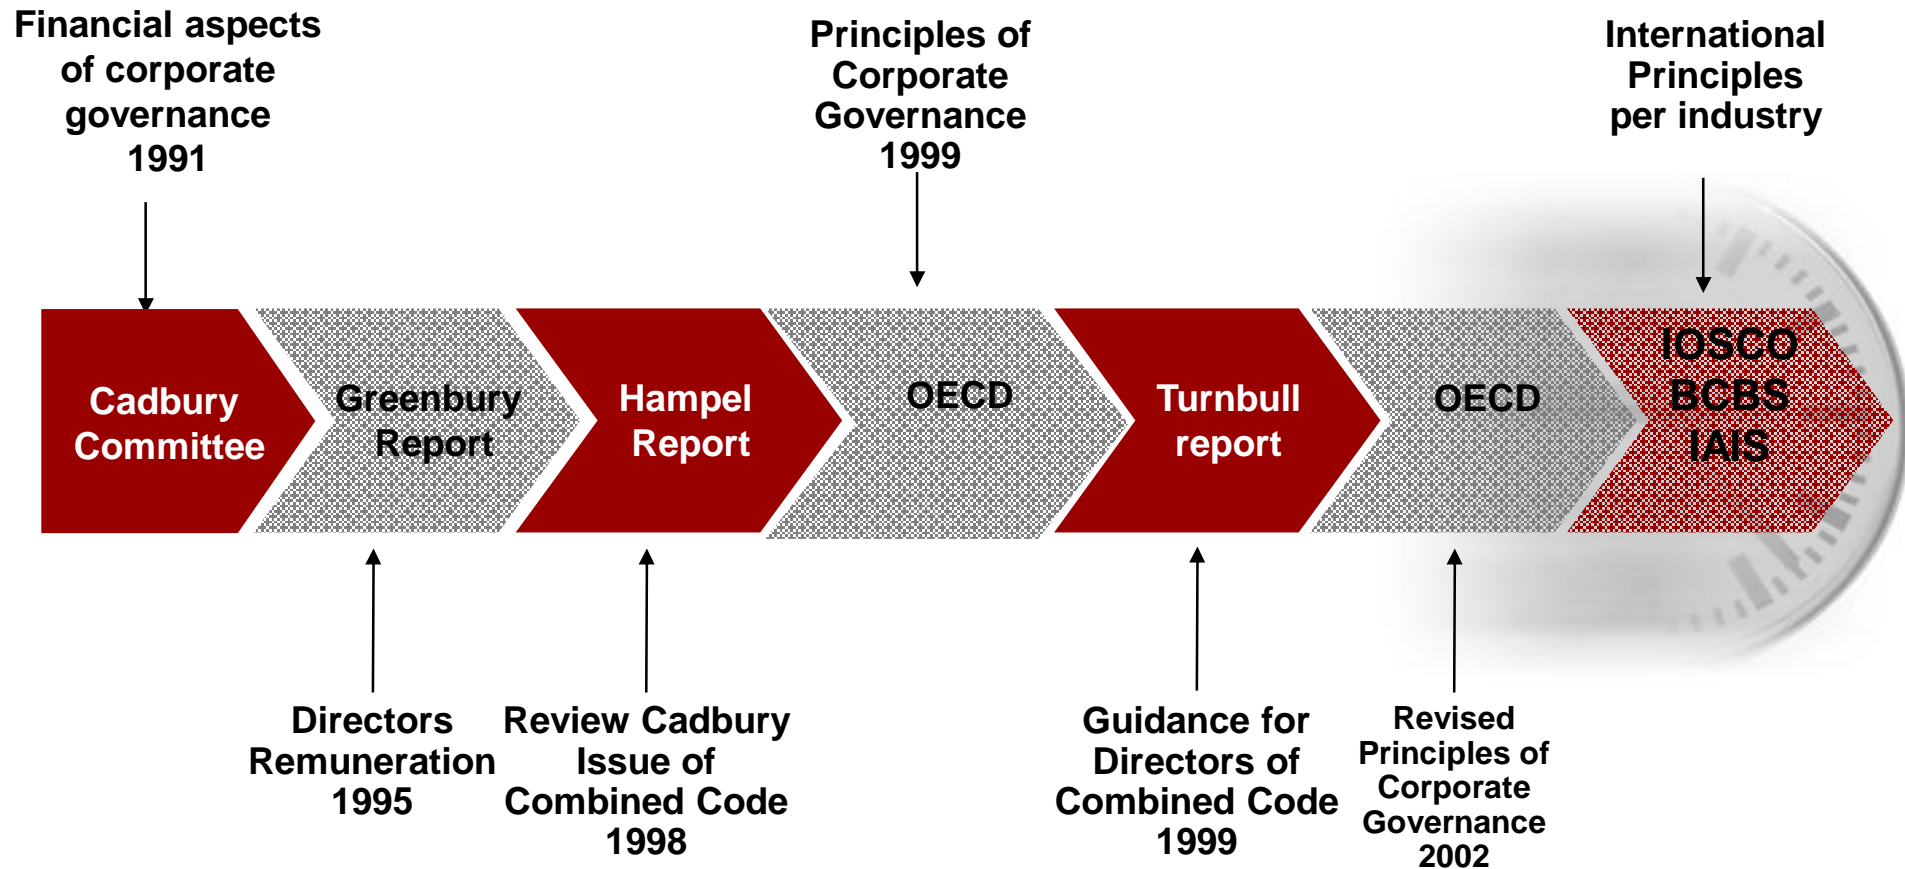 Financial aspects
of corporate
governance
1991
Principles of
Corporate
Governance
1999
International
Principles
per industry
Cadbury
Committee
Greenbury
Report
Hampel
Report
OECD
Turnbull
report
OECD
IOSCO
BCBS
IAIS
Directors
Remuneration
1995
Review Cadbury
Issue of
Combined Code
1998
Guidance for
Directors of
Combined Code
1999
Revised
Principles of
Corporate
Governance
2002